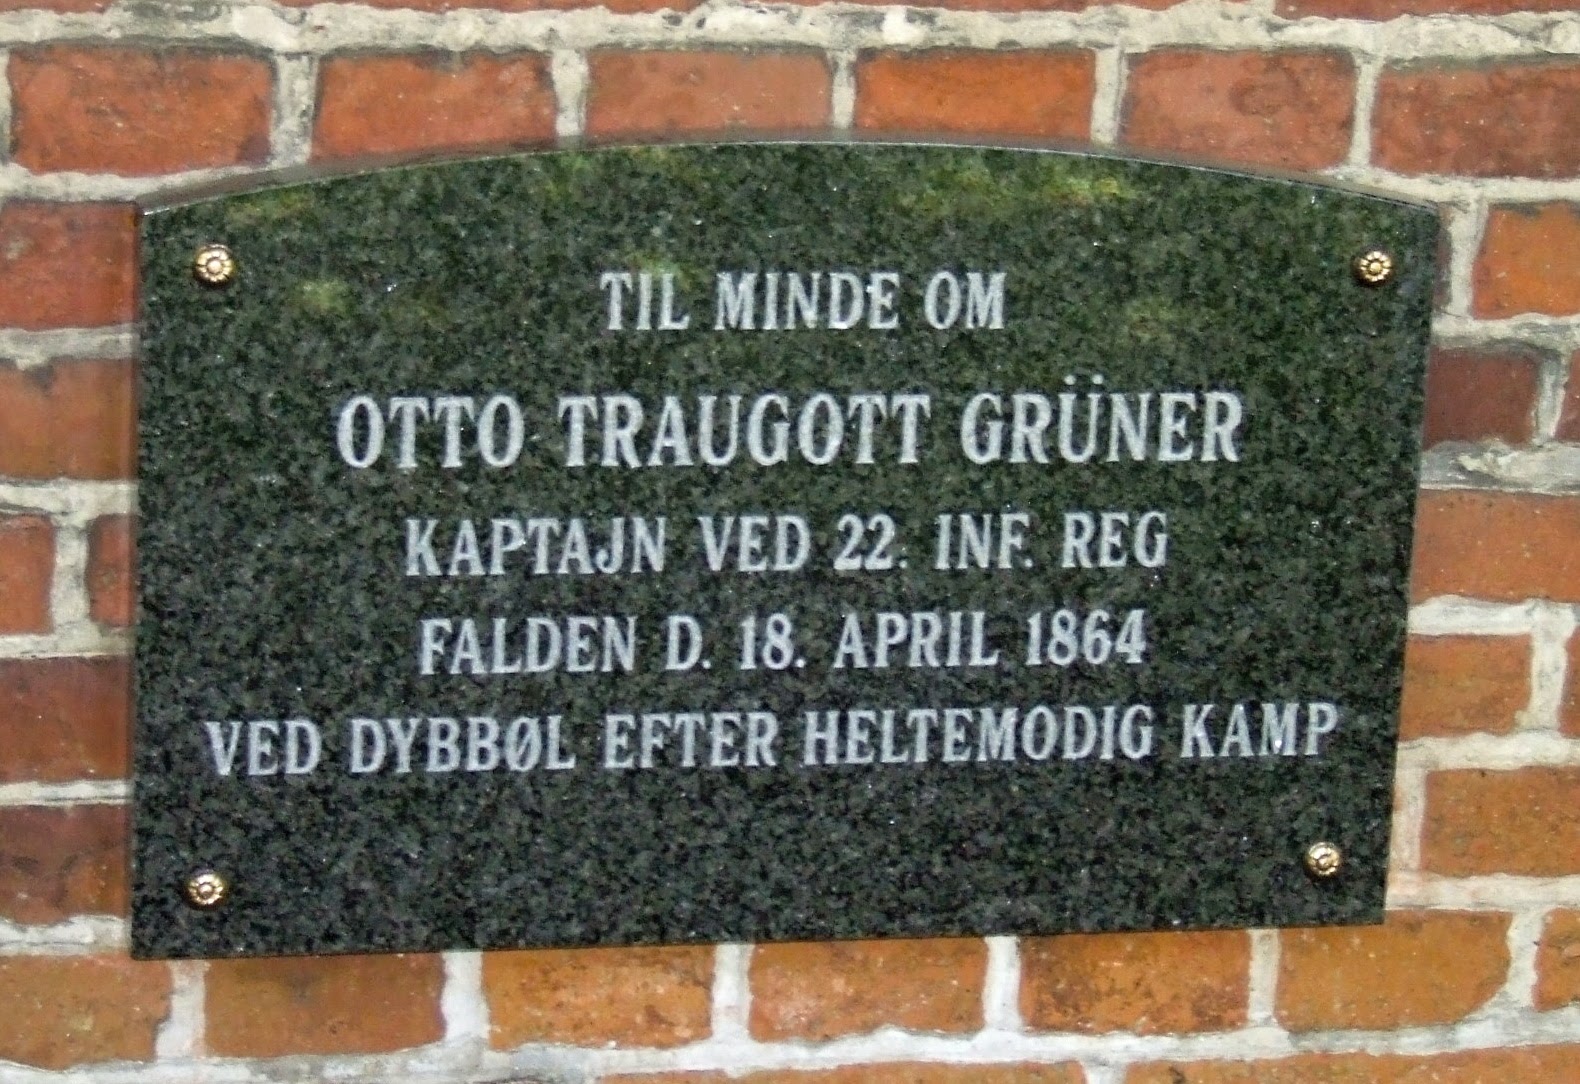 TIL MINDE OM
OTTO TRAUGOTT GRÜNER
KAPTAJN VED 22. INF. REG
FALDEN D. 18. APRIL 1864
VED DYBBØL EFTER HELTEMODIG KAMP